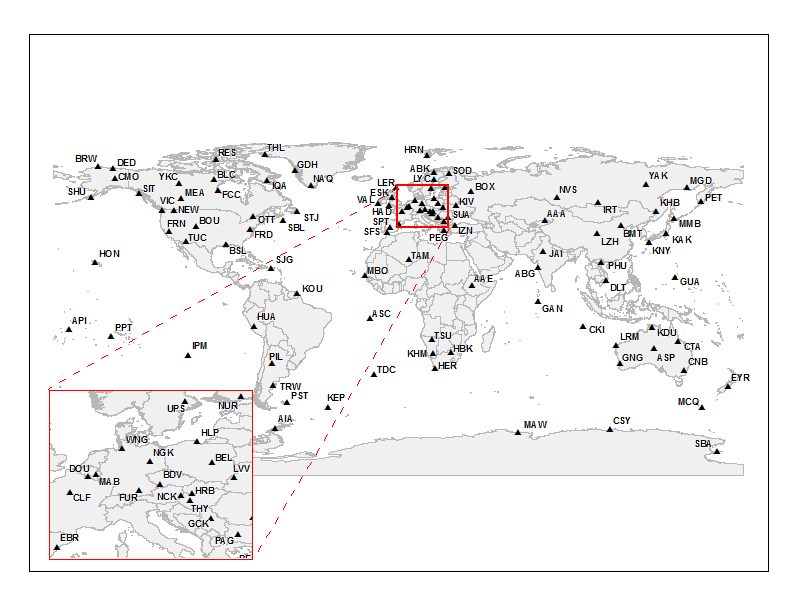 RES
THL
HRN
BRW
DED
CMO
YKC
BLC
GDH
NAQ
IQA
SHU
SIT
MEA
FCC
VIC
NEW
FRN
BOU
TUC
OTT
FRD
SBL
STJ
BSL
HON
SJG
KOU
HUA
API
PPT
IPM
PIL
TRW
PST
AIA
KEP
LER
ESK
VAL
HAD
SPT
SFS
ABK
LYC
SOD
BOX
KIV
SUA
IZN
PEG
TAM
MBO
AAE
ASC
TSU
KHM
HBK
HER
TDC
MAW
NVS
AAA
YAK
IRT
MGD
PET
KHB
MMB
KAK
KNY
BMT
LZH
JAI
ABG
PHU
DLT
GUA
GAN
CKI
LRM
KDU
CTA
GNG
ASP
CNB
EYR
MCQ
CSY
SBA
UPS
NUR
WNG
HLP
NGK
BEL
DOU
MAB
BDV
LVV
CLF
FUR
NCK
HRB
THY
GCK
PAG
EBR